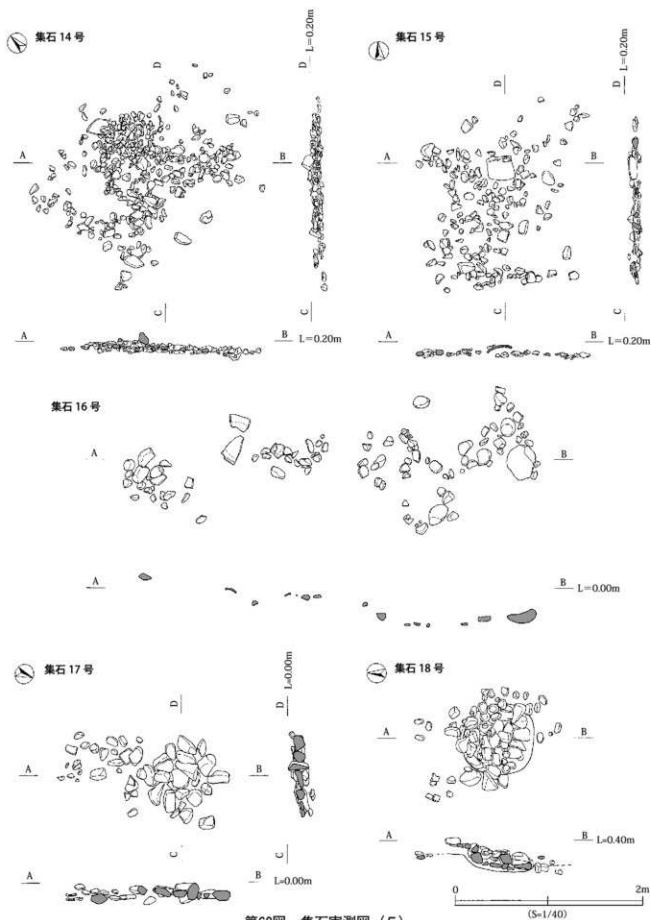 集石 14 号
D
D
L=0.20m
A
B
C
C
A
B
L=0.20m
集石 15 号
D
D
L=0.20m
A
B
C
C
A
B
L=0.20m
集石 16 号
A
B
A
B
L=0.00m
集石 17 号
D
D
L=0.00m
A
B
C
C
A
B
L=0.00m
集石 18 号
A
B
A
B
L=0.40m
0
2m
(S=1/40)
集石実測図（5）